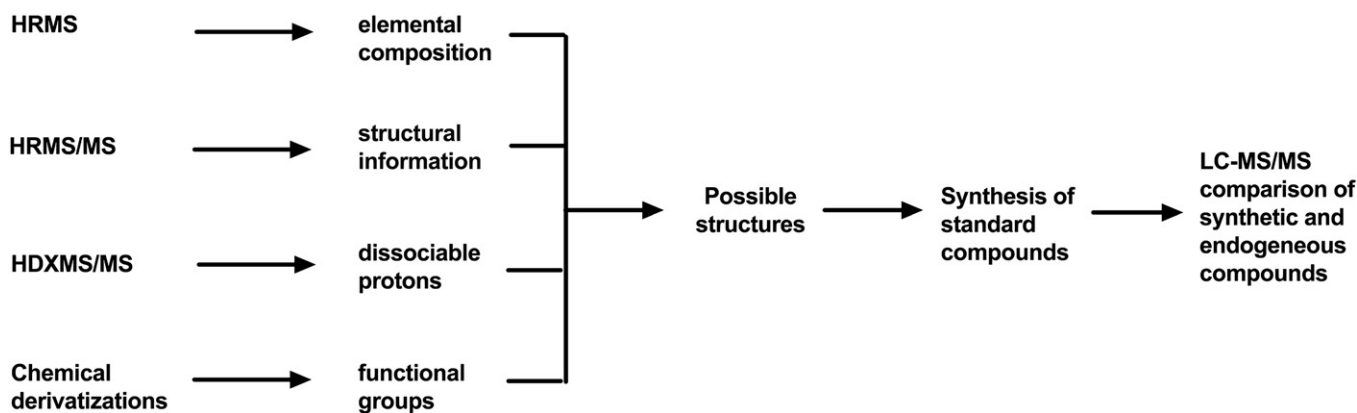 HRMS
elemental
composition
HRMS/MS
structural
information
HDXMS/MS
dissociable
protons
Chemical
derivatizations
functional
groups
Possible
structures
Synthesis of
standard
compounds
LC-MS/MS
comparison of
synthetic and
endogeneous
compounds